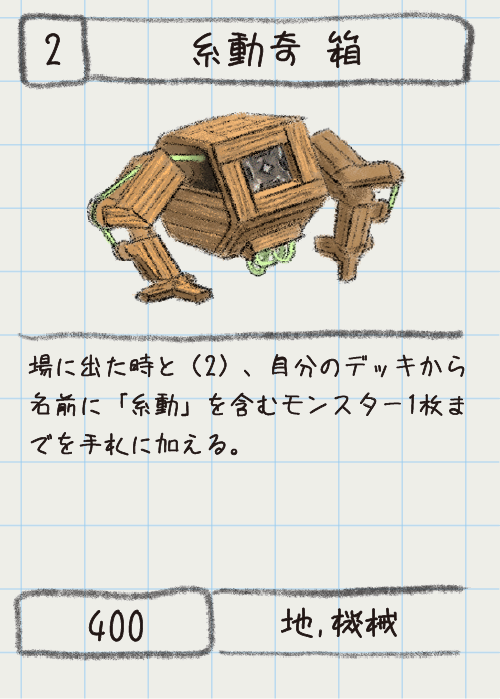 2
糸動奇 箱
場に出た時と（2）、自分のデッキから
名前に「糸動」を含むモンスター1枚ま
でを手札に加える。
400
地,機械